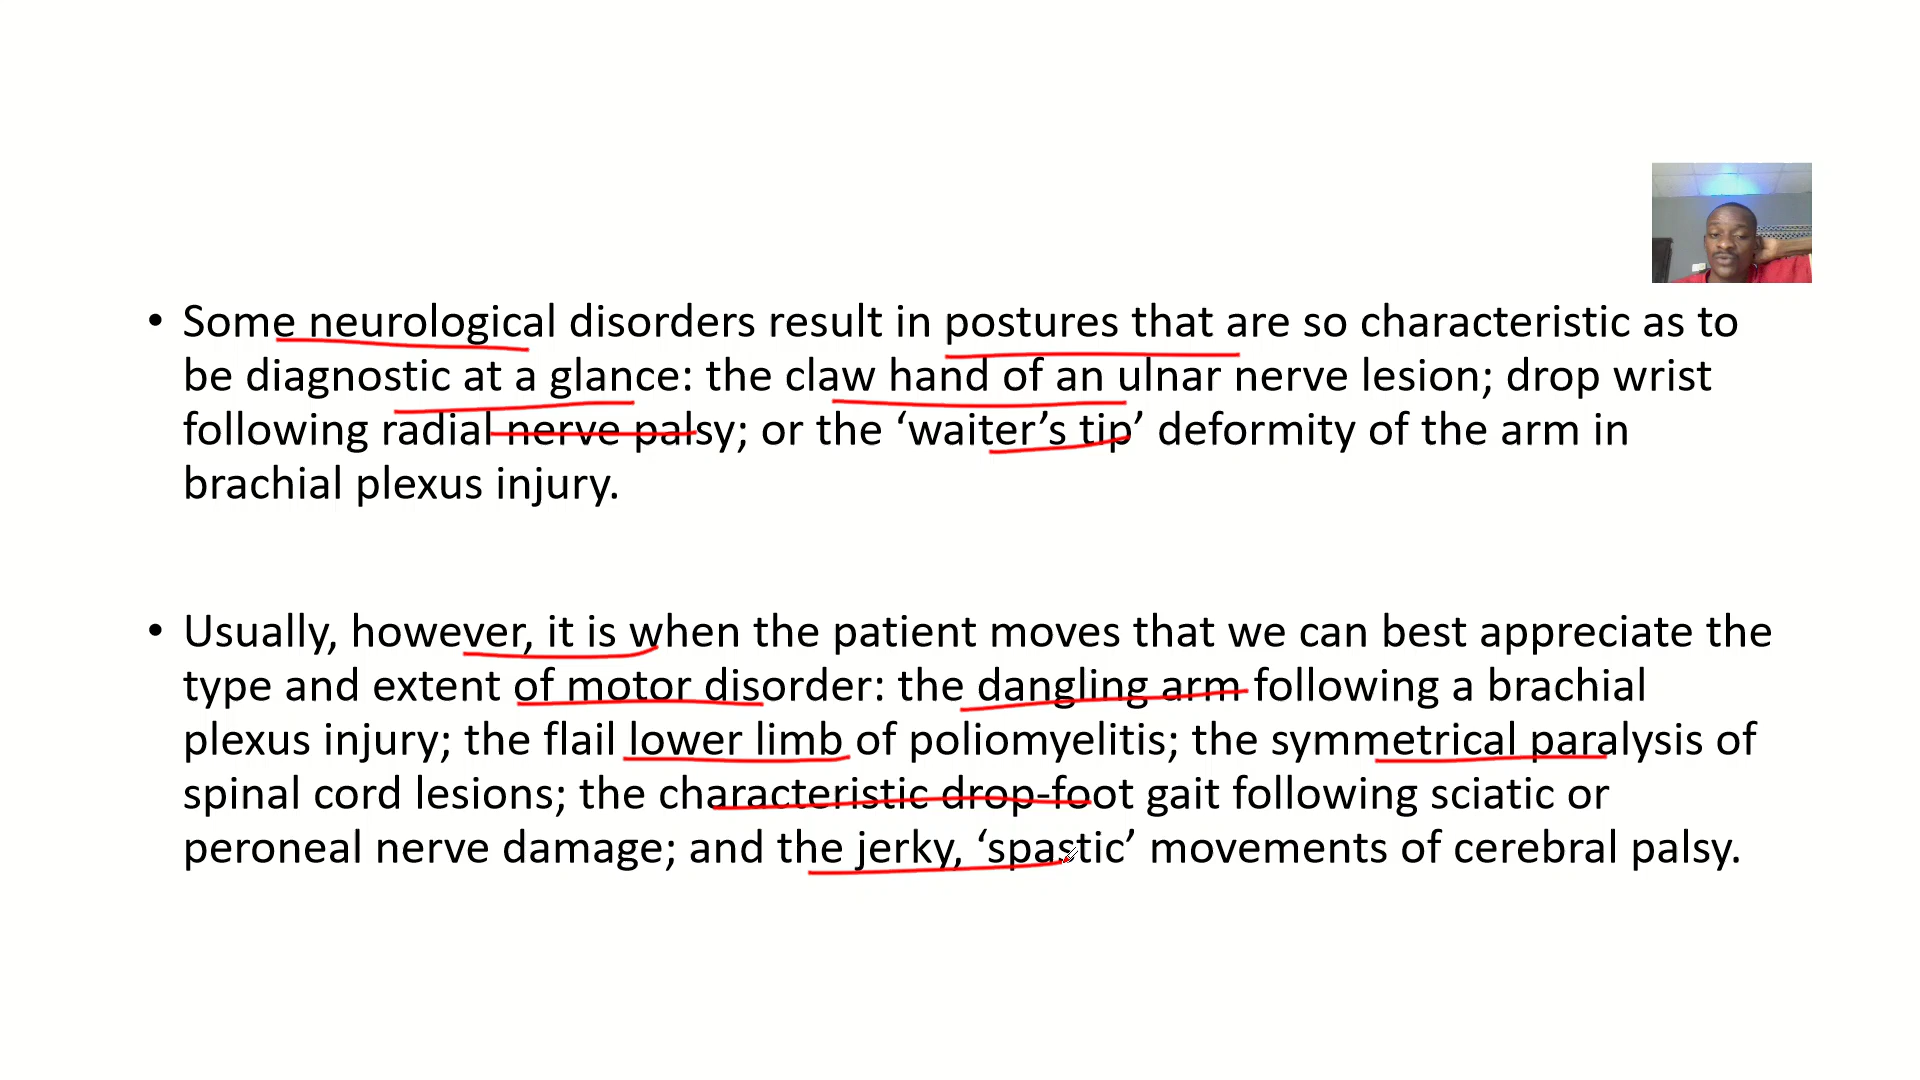 • Some neurological disorders result in postures that are so characteristic as to
be diagnostic at a glance: the claw hand of an ulnar nerve lesion; drop wrist
following radial nerve palsy; or the ‘waiter’s tip’ deformity of the arm in
brachial plexus injury.
• Usually, however, it is when the patient moves that we can best appreciate the
type and extent of motor disorder: the dangling arm following a brachial
plexus injury; the flail lower limb of poliomyelitis; the symmetrical paralysis of
spinal cord lesions; the characteristic drop-foot gait following sciatic or
peroneal nerve damage; and the jerky, ‘spastic’ movements of cerebral palsy.